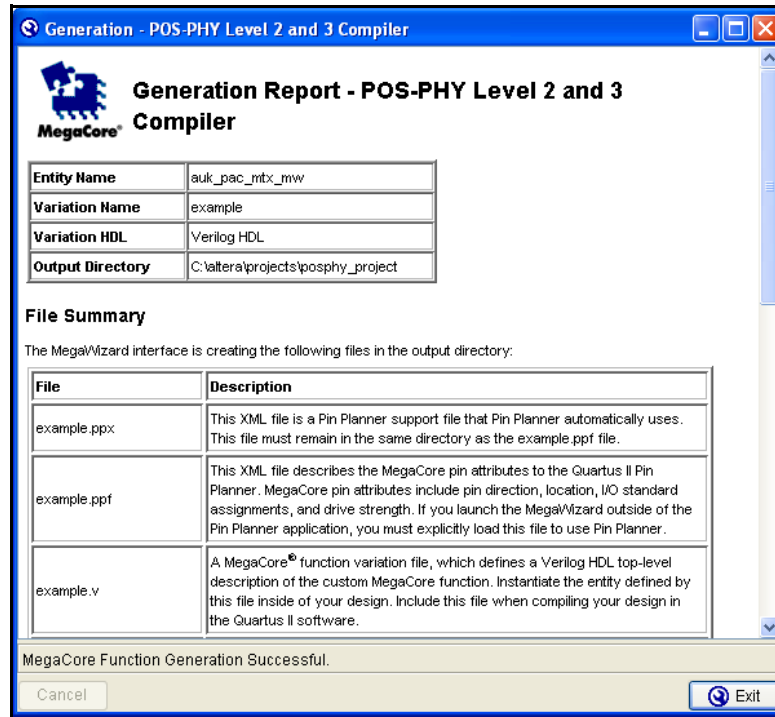 Generation - POS-PHY Level 2 and 3 Compiler
MegaCore®
Generation Report - POS-PHY Level 2 and 3
Compiler
Entity Name auk_pac_mtx_mw
Variation Name example
Variation HDL Verilog HDL
Output Directory C:\altera\projects\posphy_project
File Summary
The MegaWizard interface is creating the following files in the output directory:
File Description
example.ppx
This XML file is a Pin Planner support file that Pin Planner automatically uses.
This file must remain in the same directory as the example.ppf file.
example.ppf
This XML file describes the MegaCore pin attributes to the Quartus II Pin
Planner. MegaCore pin attributes include pin direction, location, I/O standard
assignments, and drive strength. If you launch the MegaWizard outside of the
Pin Planner application, you must explicitly load this file to use Pin Planner.
example.v
A MegaCore® function variation file, which defines a Verilog HDL top-level
description of the custom MegaCore function. Instantiate the entity defined by
this file inside of your design. Include this file when compiling your design in
the Quartus II software.
MegaCore Function Generation Successful.
Cancel
Exit